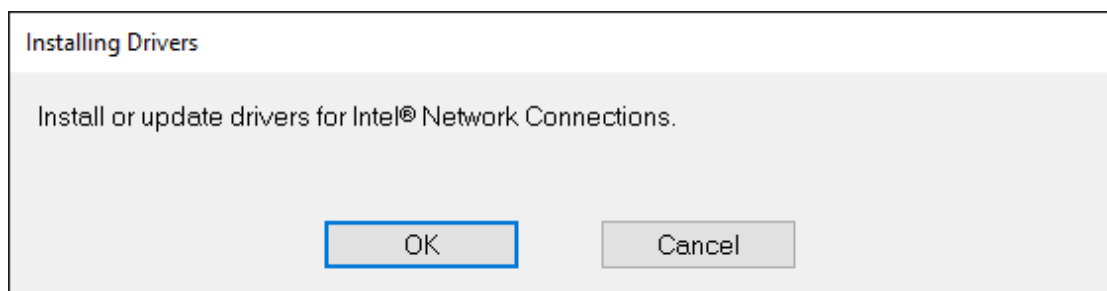 Installing Drivers
Install or update drivers for Intel® Network Connections.
OK
Cancel